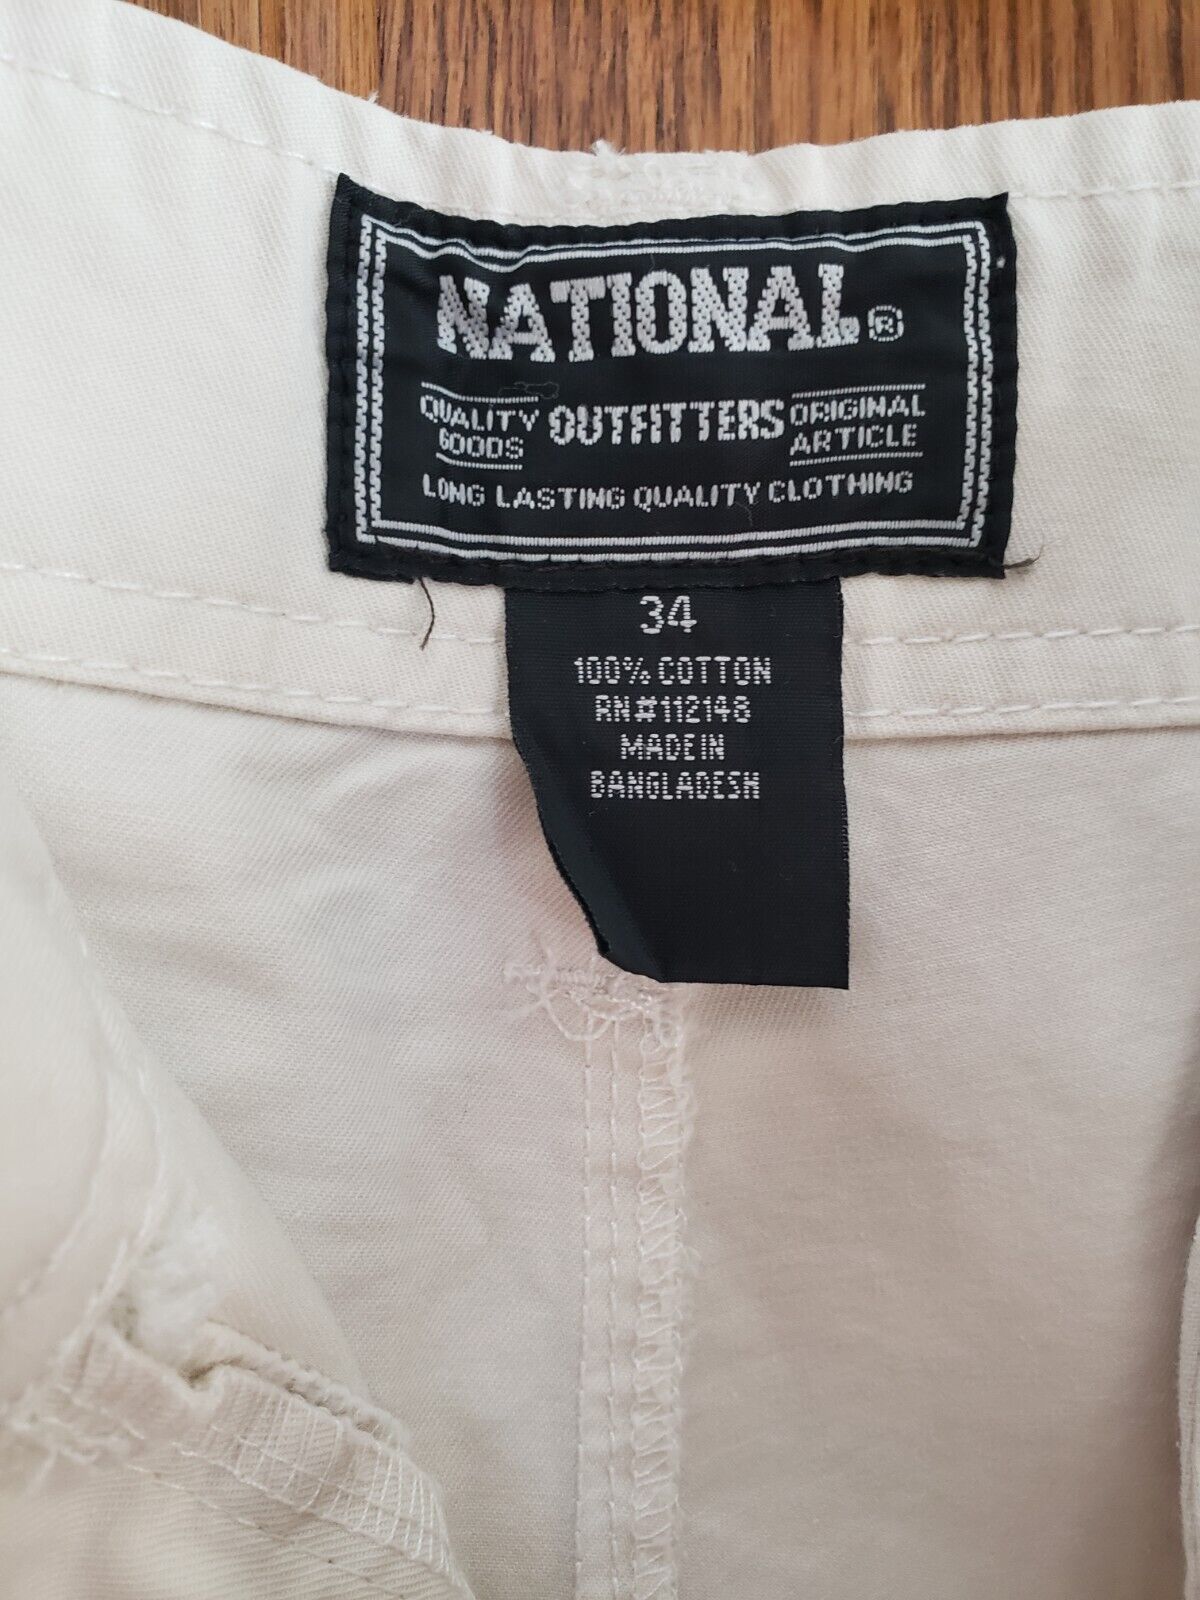 NATIONAL®
QUALITY GOODS OUTFITTERS ORIGINAL ARTICLE
LONG LASTING QUALITY CLOTHING
34
100% COTTON
RN#112148
MADE IN
BANGLADESH